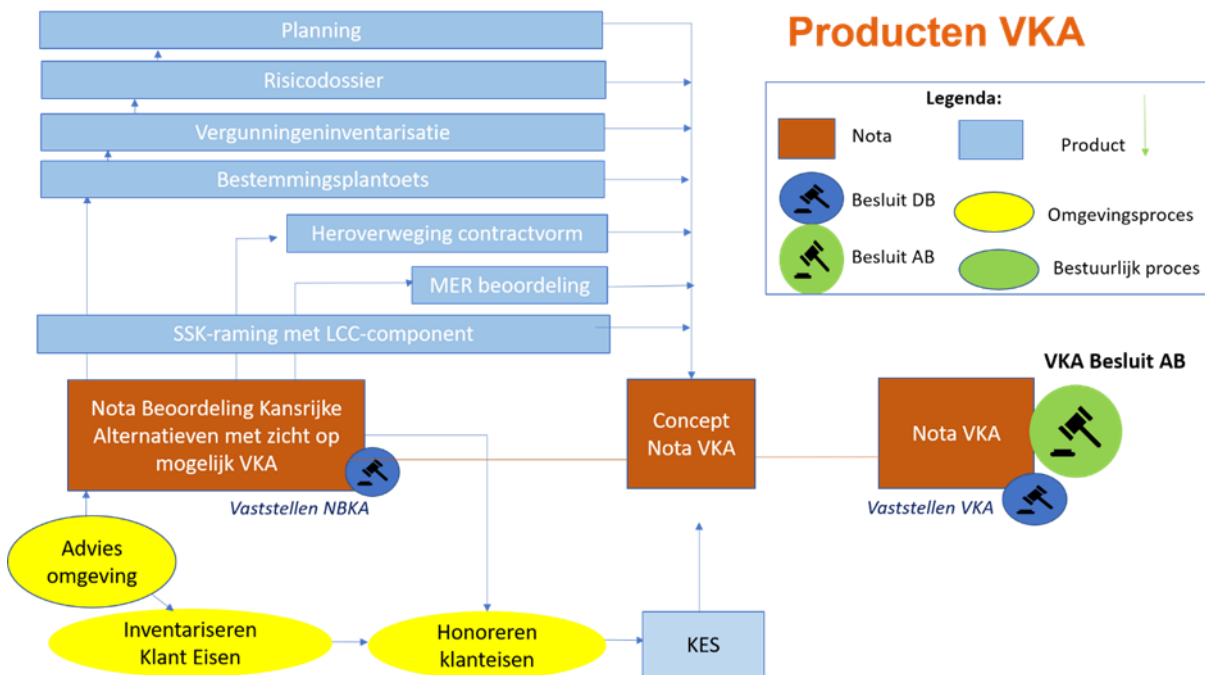 Producten VKA
Planning
Risicodossier
Vergunningeninventarisatie
Bestemmingsplantoets
Heroverweging contractvorm
MER beoordeling
SSK-raming met LCC-component
Legenda:
Nota
Product
Besluit DB
Omgevingsproces
Besluit AB
Bestuurlijk proces
Nota Beoordeling Kansrijke
Alternatieven met zicht op
mogelijk VKA
Vaststellen NBKA
Concept
Nota VKA
VKA Besluit AB
Nota VKA
Vaststellen VKA
Advies
omgeving
Inventariseren
Klant Eisen
Honoreren
klanteisen
KES